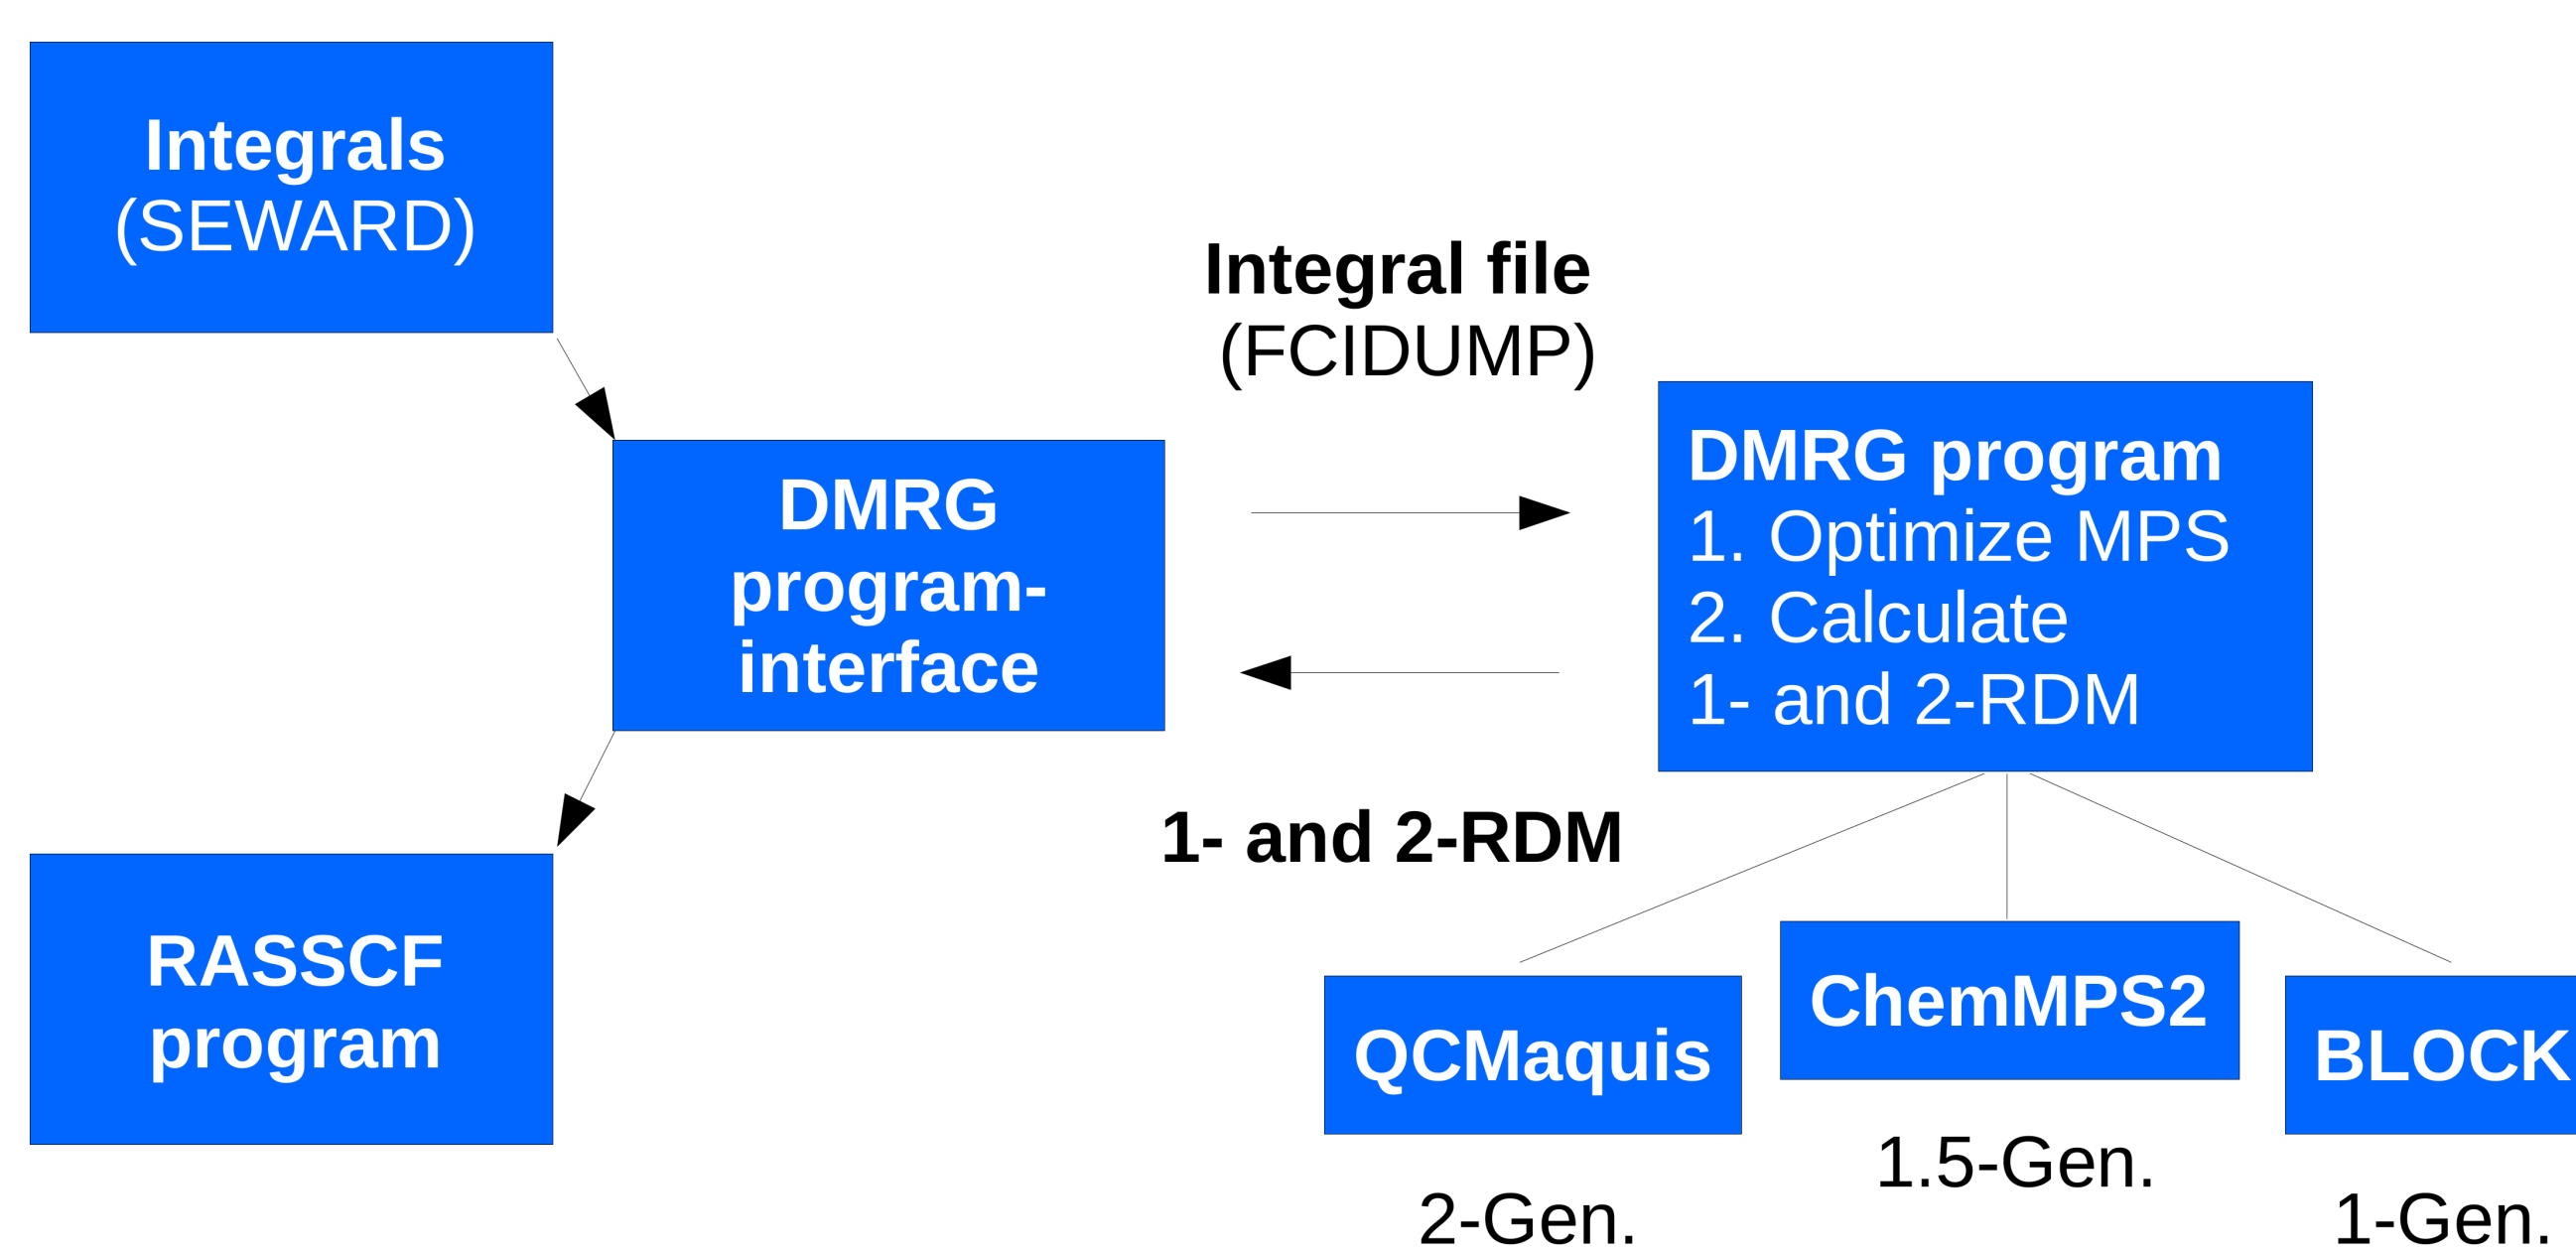 Integrals
(SEWARD)
Integral file
(FCIDUMP)
DMRG
program-
interface
DMRG program
1. Optimize MPS
2. Calculate
1- and 2-RDM
1- and 2-RDM
RASSCF
program
QCMaquis
ChemMPS2
BLOCK
2-Gen.
1.5-Gen.
1-Gen.